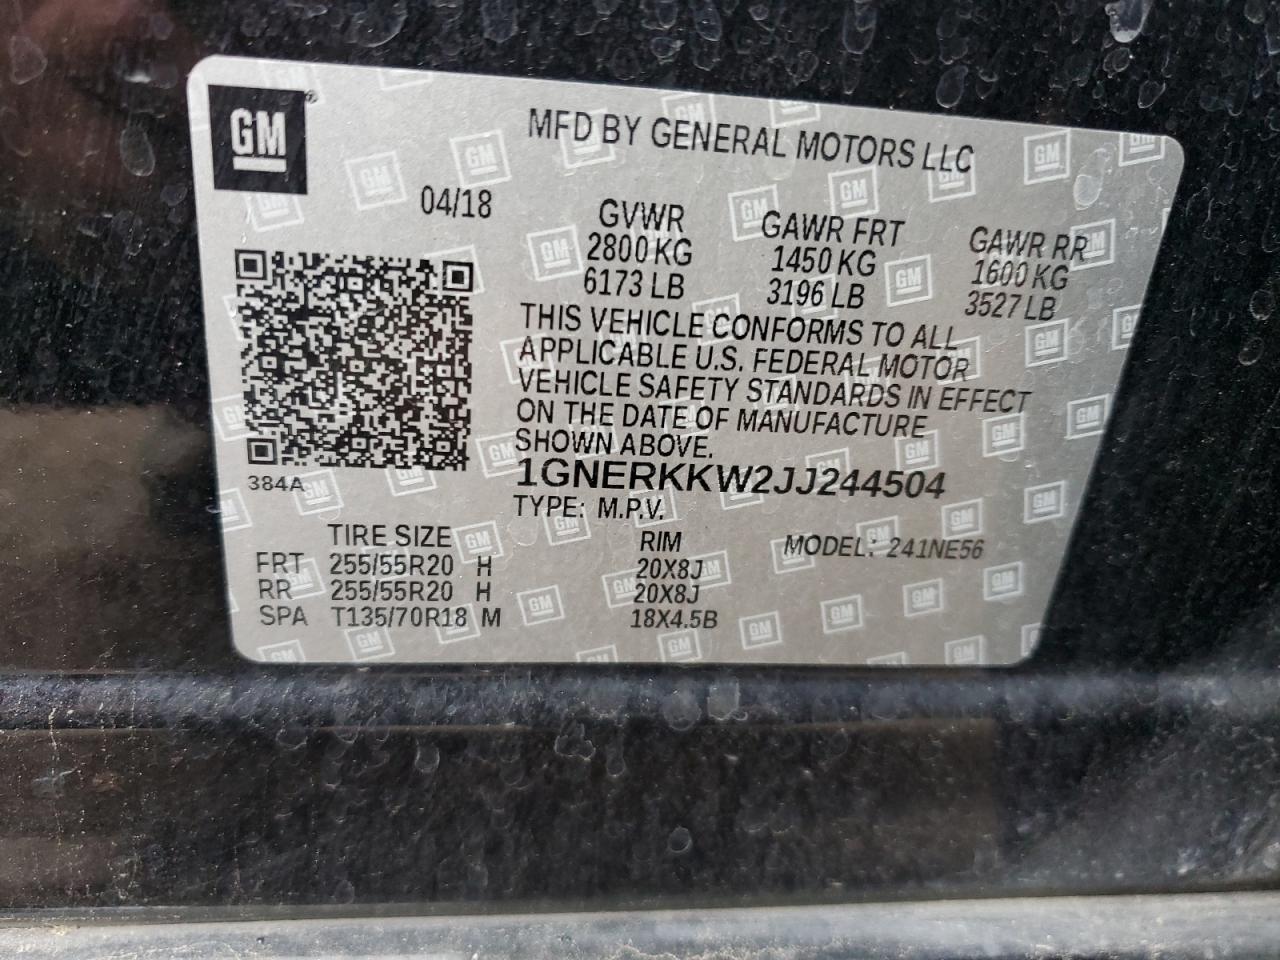 GM®
MFD BY GENERAL MOTORS LLC
04/18
GVWR GAWR FRT GAWR RR
2800 KG 1450 KG 1600 KG
6173 LB 3196 LB 3527 LB
THIS VEHICLE CONFORMS TO ALL
APPLICABLE U.S. FEDERAL MOTOR
VEHICLE SAFETY STANDARDS IN EFFECT
ON THE DATE OF MANUFACTURE
SHOWN ABOVE.
384A
1GNERKKW2JJ244504
TYPE: M.P.V.
TIRE SIZE RIM MODEL: 241NE56
FRT 255/55R20 H 20X8J
RR 255/55R20 H 20X8J
SPA T135/70R18 M 18X4.5B